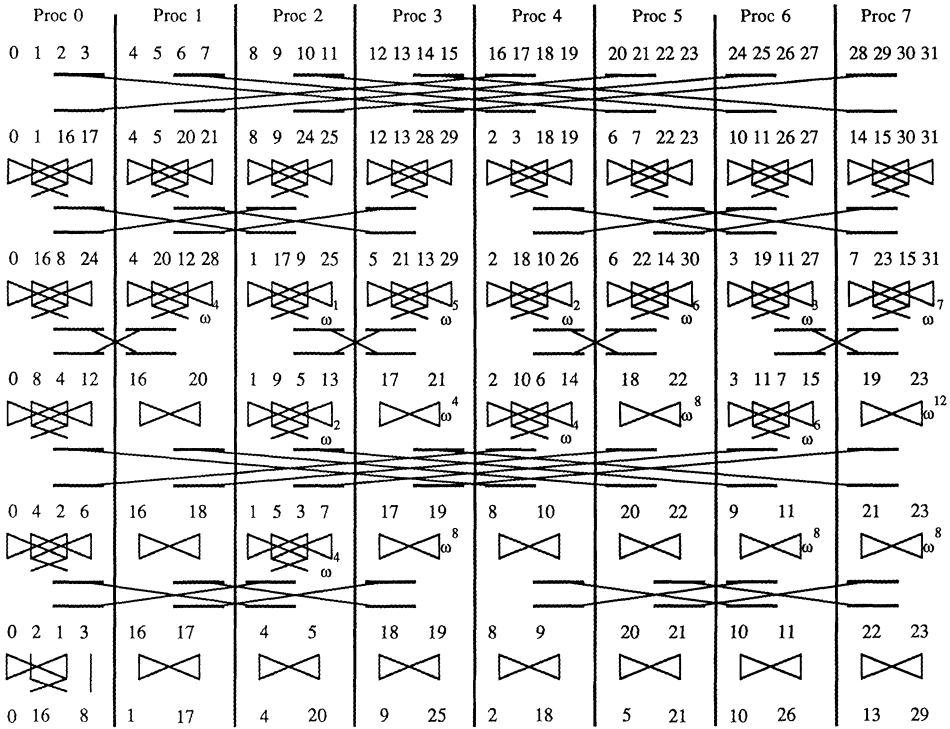 Proc 0 Proc 1 Proc 2 Proc 3 Proc 4 Proc 5 Proc 6 Proc 7
0 1 2 3 4 5 6 7 8 9 10 11 12 13 14 15 16 17 18 19 20 21 22 23 24 25 26 27 28 29 30 31
0 1 16 17 4 5 20 21 8 9 24 25 12 13 28 29 2 3 18 19 6 7 22 23 10 11 26 27 14 15 30 31
0 16 8 24 4 20 12 28 1 17 9 25 5 21 13 29 2 18 10 26 6 22 14 30 3 19 11 27 7 23 15 31
ω⁴ ω¹ ω⁵ ω² ω⁶ ω³ ω⁷
0 8 4 12 16 20 1 9 5 13 17 21 2 10 6 14 18 22 3 11 7 15 19 23
ω² ω⁴ ω⁴ ω⁸ ω⁶ ω¹²
0 4 2 6 16 18 1 5 3 7 17 19 8 10 20 22 9 11 21 23
ω⁴ ω⁸ ω⁸ ω⁸
0 2 1 3 16 17 4 5 18 19 8 9 20 21 10 11 22 23
0 16 8 1 17 4 20 9 25 2 18 5 21 10 26 13 29